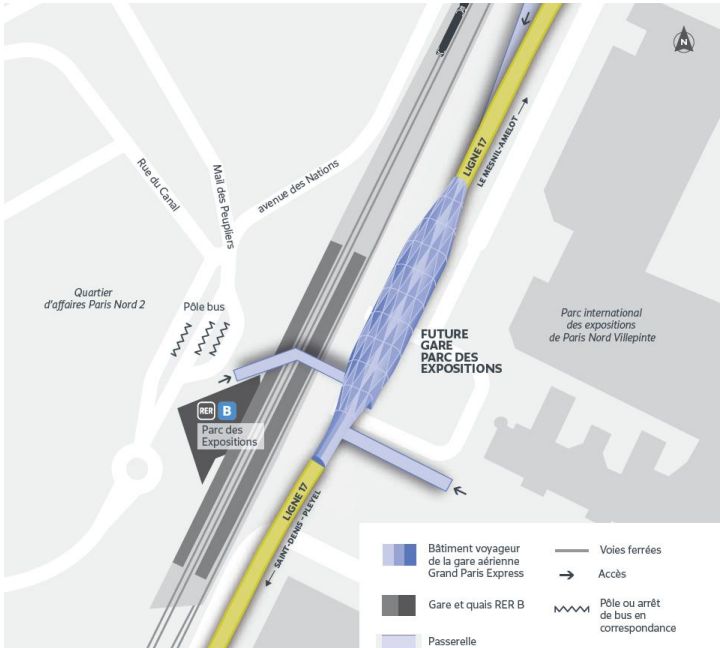 N
LIGNE 17
LE MESNIL-AMELOT
Rue du Canal
Mail des Peupliers
avenue des Nations
Quartier
d'affaires Paris Nord 2
Pôle bus
Parc international
des expositions
de Paris Nord Villepinte
FUTURE
GARE
PARC DES
EXPOSITIONS
RER B
Parc des
Expositions
LIGNE 17
SAINT-DENIS - PLEYEL
Bâtiment voyageur
de la gare aérienne
Grand Paris Express
Gare et quais RER B
Passerelle
Voies ferrées
Accès
Pôle ou arrêt
de bus en
correspondance